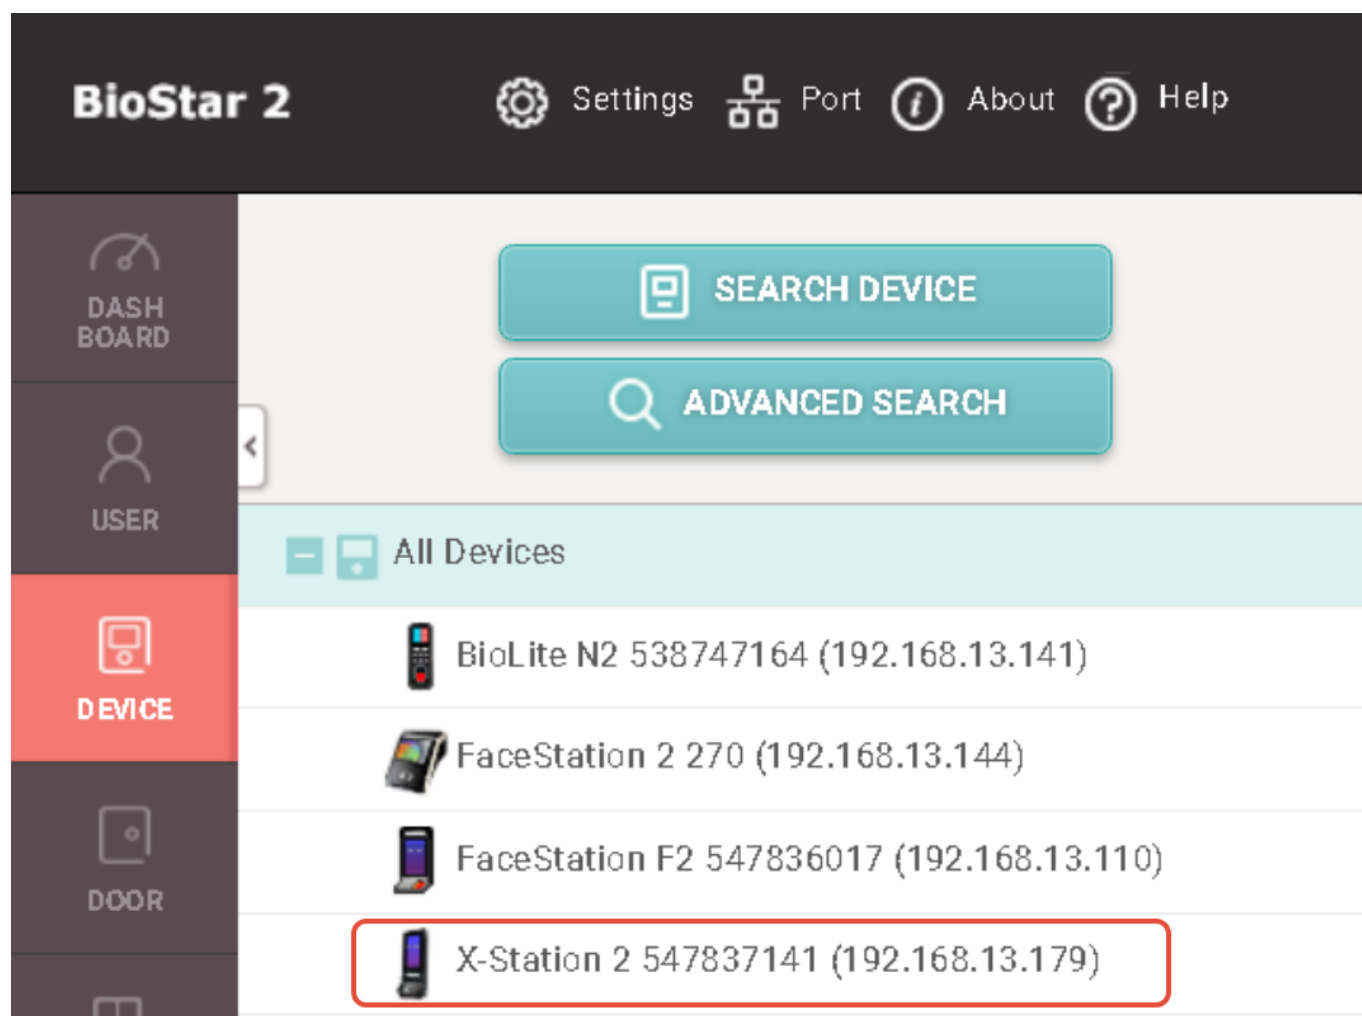 BioStar 2
Settings
Port
About
Help
DASH
BOARD
USER
DEVICE
DOOR
SEARCH DEVICE
ADVANCED SEARCH
All Devices
BioLite N2 538747164 (192.168.13.141)
FaceStation 2 270 (192.168.13.144)
FaceStation F2 547836017 (192.168.13.110)
X-Station 2 547837141 (192.168.13.179)